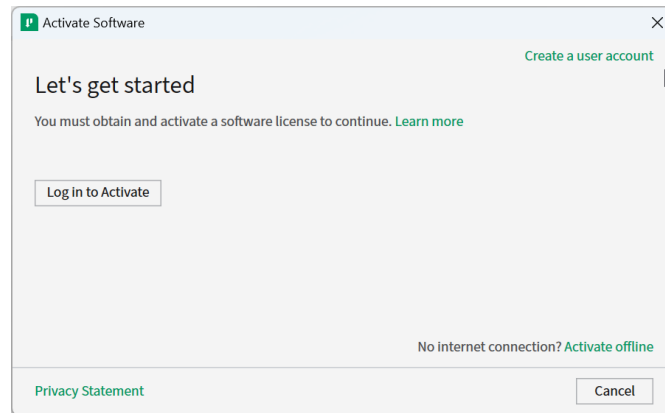 Activate Software
Create a user account
Let's get started
You must obtain and activate a software license to continue. Learn more
Log in to Activate
No internet connection? Activate offline
Privacy Statement
Cancel